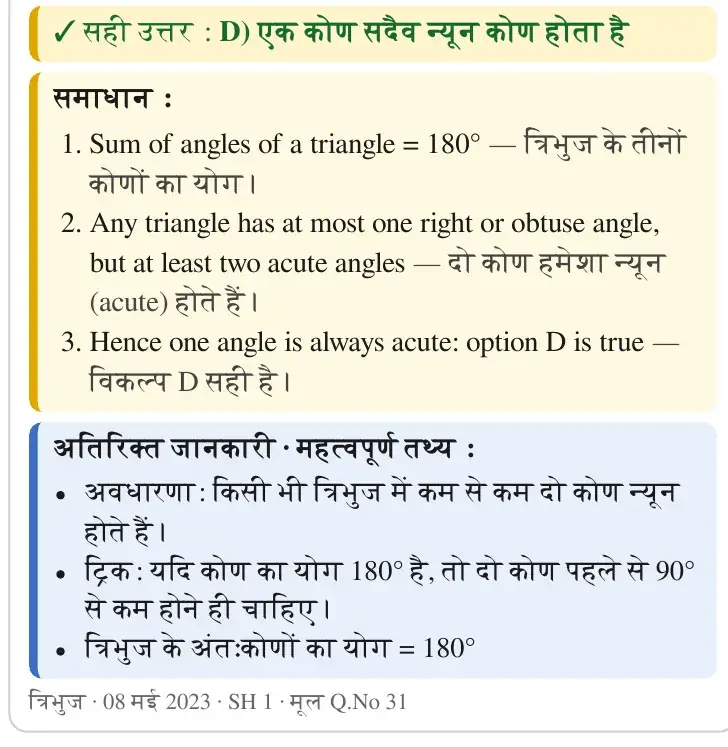 ✓ सही उत्तर : D) एक कोण सदैव न्यून कोण होता है
समाधान :
1. Sum of angles of a triangle = 180° — त्रिभुज के तीनों
कोणों का योग।
2. Any triangle has at most one right or obtuse angle,
but at least two acute angles — दो कोण हमेशा न्यून
(acute) होते हैं।
3. Hence one angle is always acute: option D is true —
विकल्प D सही है।
अतिरिक्त जानकारी · महत्वपूर्ण तथ्य :
• अवधारणा : किसी भी त्रिभुज में कम से कम दो कोण न्यून
होते हैं।
• ट्रिक : यदि कोण का योग 180° है, तो दो कोण पहले से 90°
से कम होने ही चाहिए।
• त्रिभुज के अंतःकोणों का योग = 180°
त्रिभुज · 08 मई 2023 · SH 1 · मूल Q.No 31